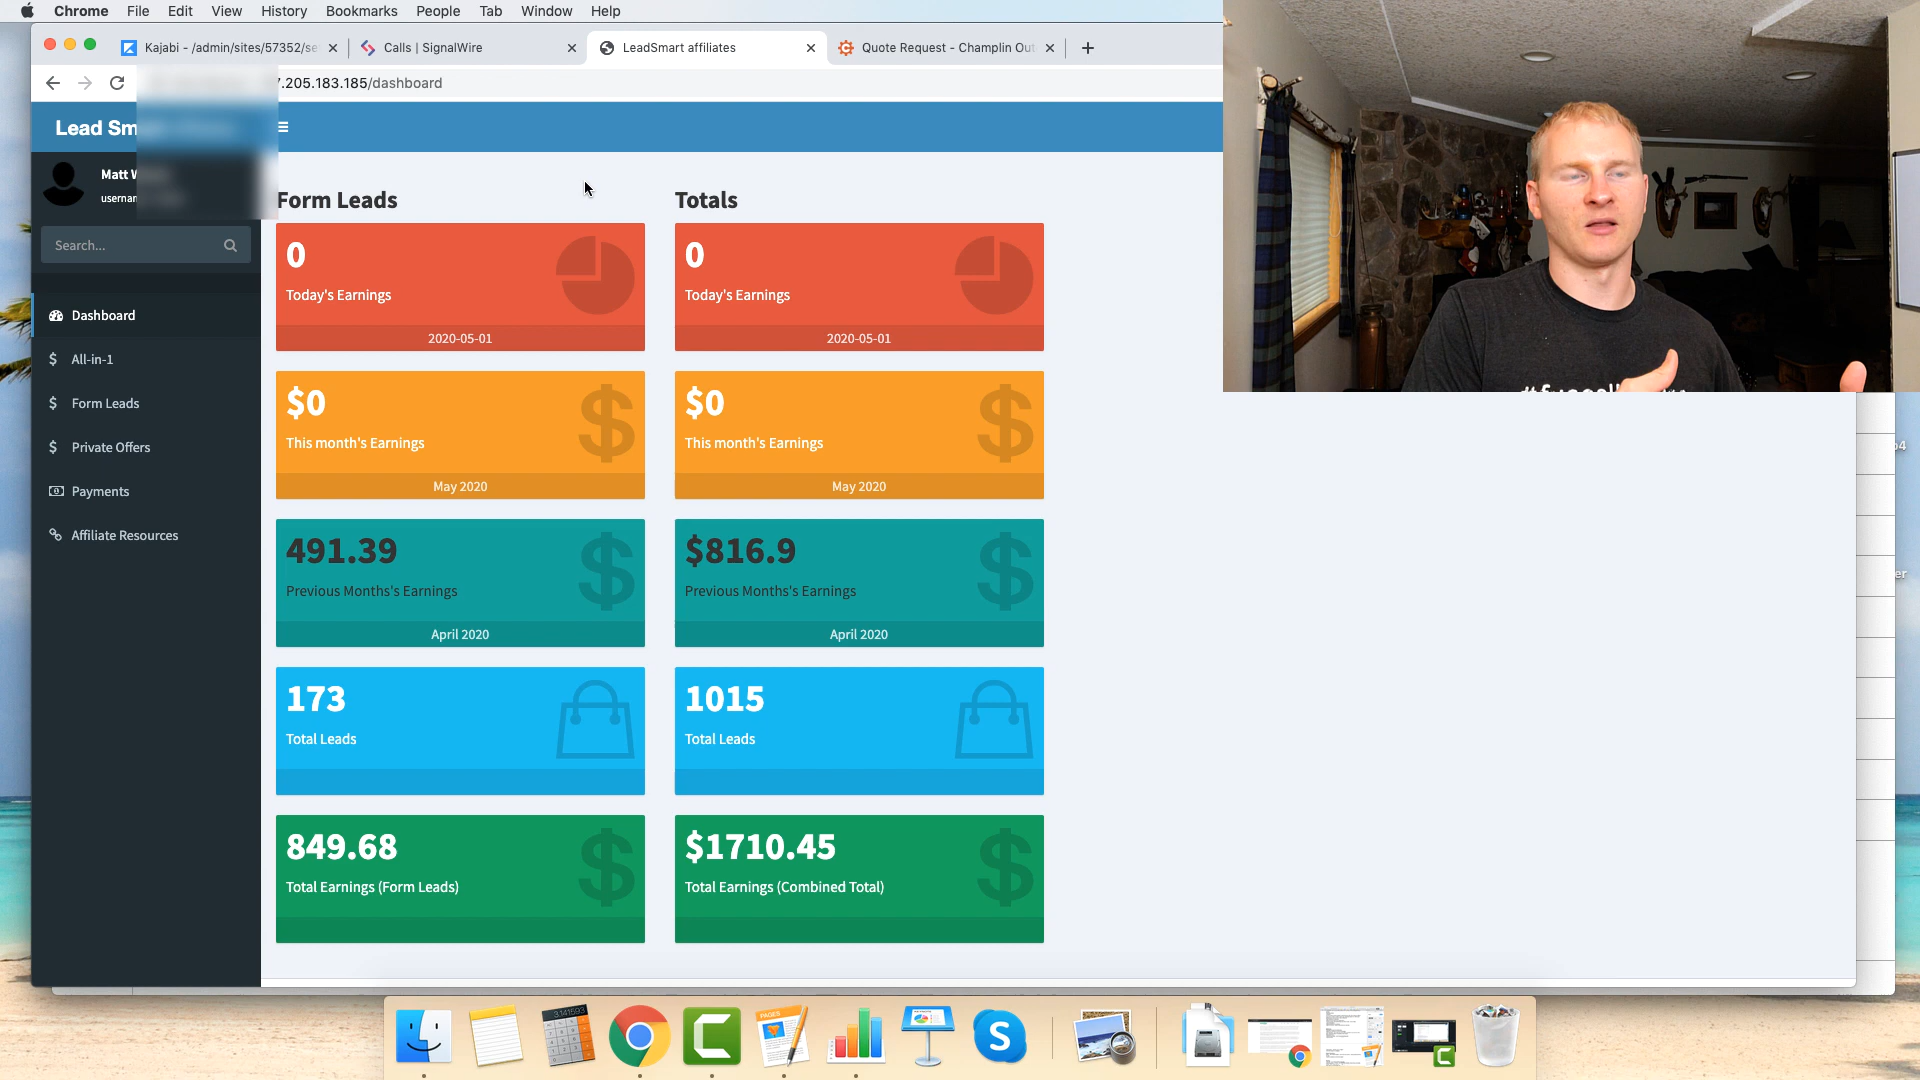 Chrome File Edit View History Bookmarks People Tab Window Help
Kajabi - /admin/sites/57352/se
Calls | SignalWire
LeadSmart affiliates
Quote Request - Champlin Out
.205.183.185/dashboard
Lead Sm
Matt W
usernam
Search...
Dashboard
All-in-1
Form Leads
Private Offers
Payments
Affiliate Resources
Form Leads
0
Today's Earnings
2020-05-01
$0
This month's Earnings
May 2020
491.39
Previous Months's Earnings
April 2020
173
Total Leads
849.68
Total Earnings (Form Leads)
Totals
0
Today's Earnings
2020-05-01
$0
This month's Earnings
May 2020
$816.9
Previous Months's Earnings
April 2020
1015
Total Leads
$1710.45
Total Earnings (Combined Total)
3.141593
PAGES